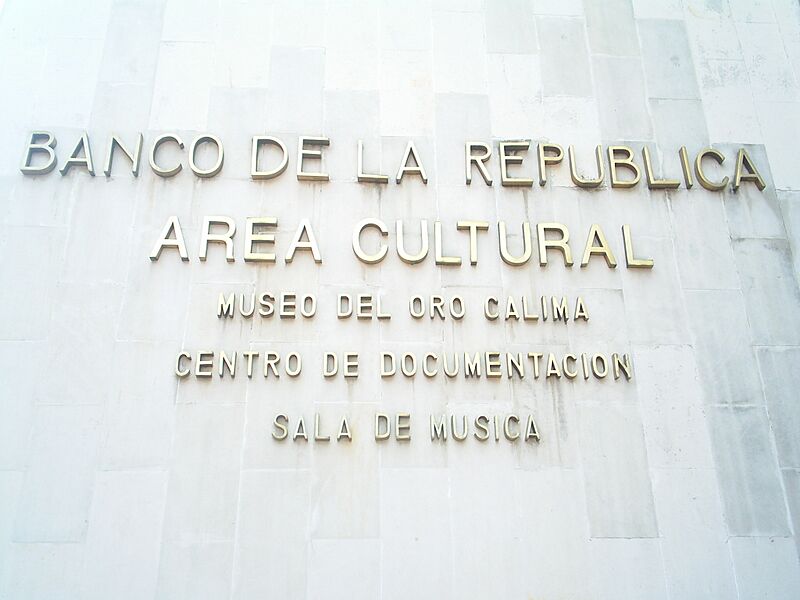 BANCO DE LA REPUBLICA
AREA CULTURAL
MUSEO DEL ORO CALIMA
CENTRO DE DOCUMENTACION
SALA DE MUSICA